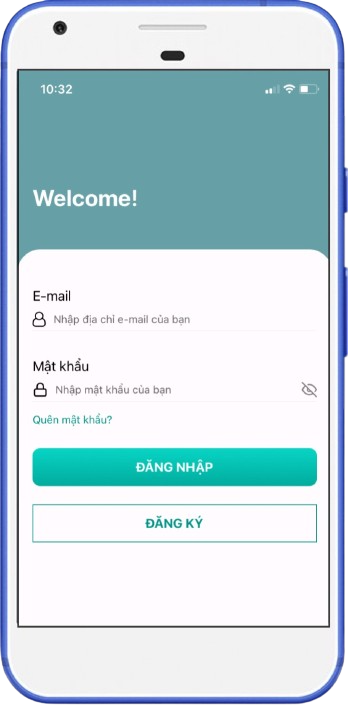 10:32
Welcome!
E-mail
Nhập địa chỉ e-mail của bạn
Mật khẩu
Nhập mật khẩu của bạn
Quên mật khẩu?
ĐĂNG NHẬP
ĐĂNG KÝ